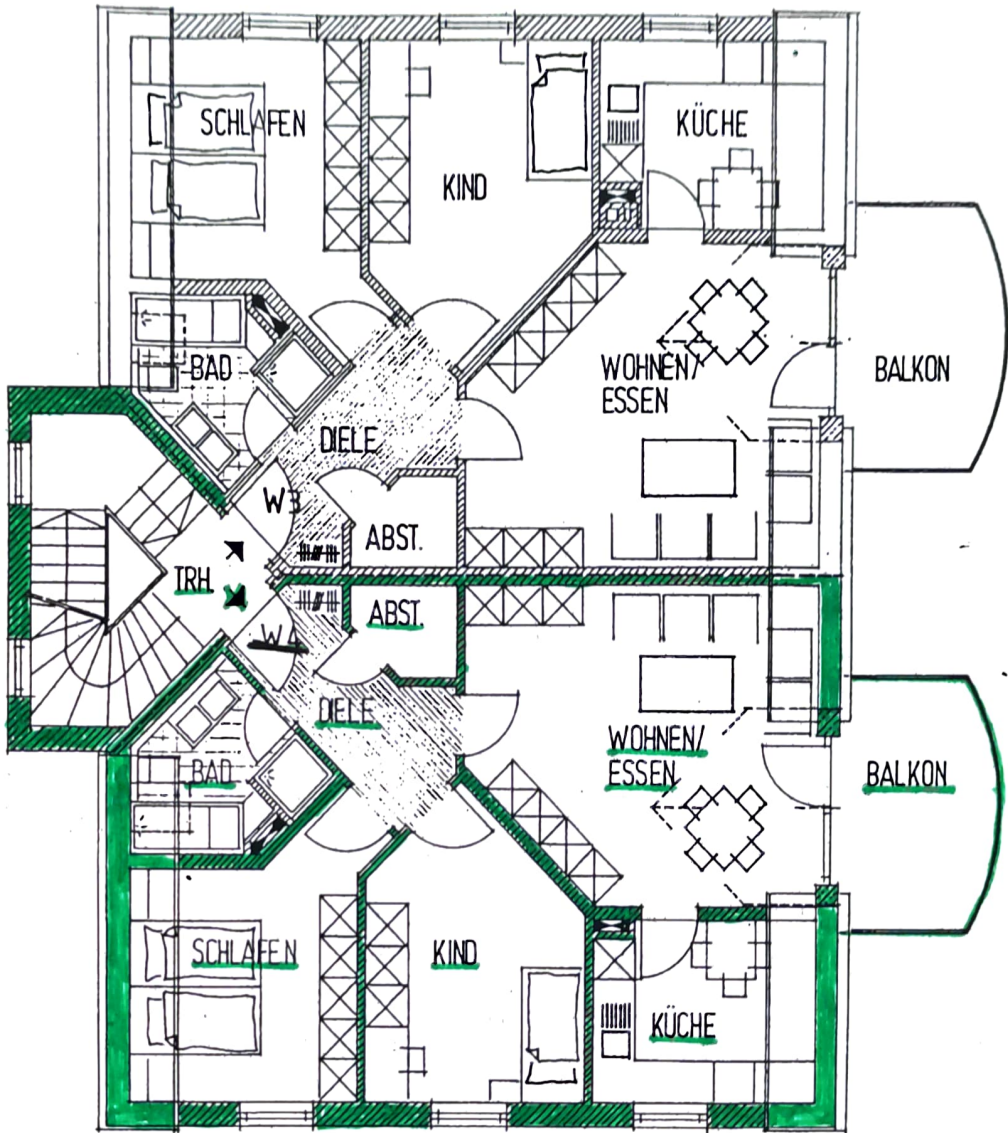 SCHLAFEN
KIND
KÜCHE
BAD
WOHNEN/
ESSEN
BALKON
DIELE
W3
ABST.
TRH.
ABST.
W4
DIELE
WOHNEN/
ESSEN
BAD
BALKON
SCHLAFEN
KIND
KÜCHE